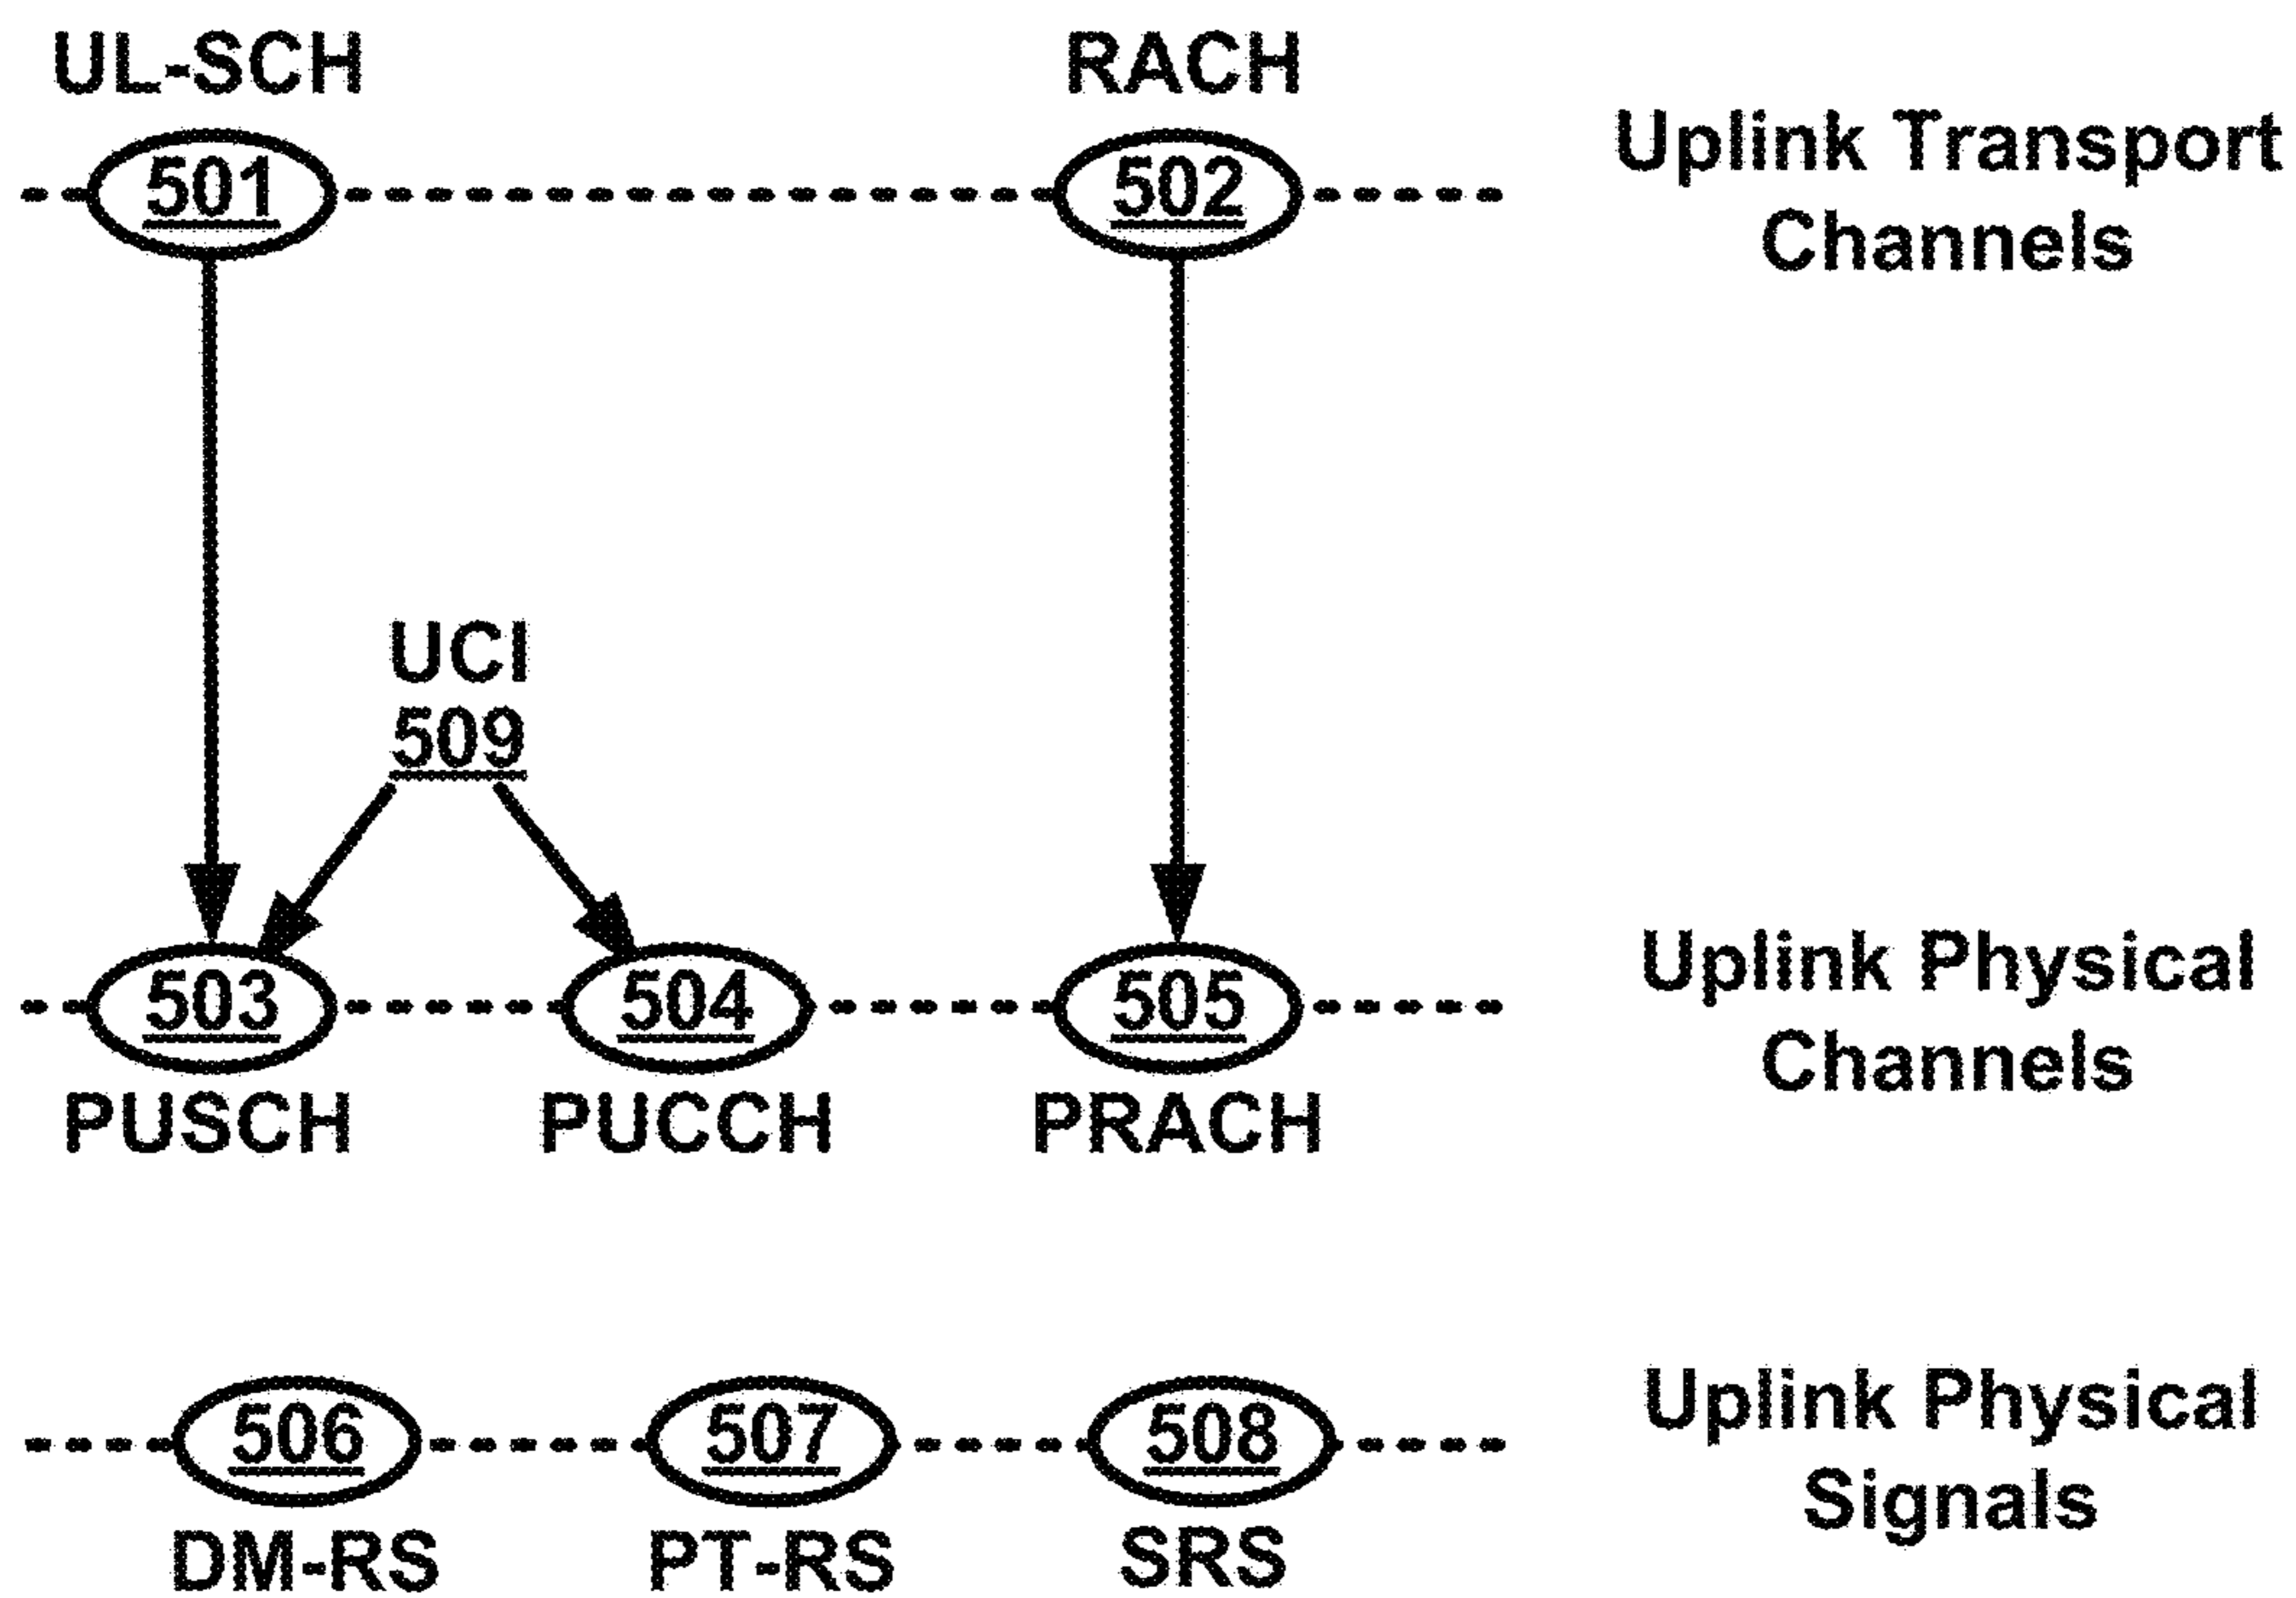 UL-SCH
RACH
501
502
Uplink Transport
Channels
UCI
509
503
504
505
Uplink Physical
Channels
PUSCH
PUCCH
PRACH
506
507
508
Uplink Physical
Signals
DM-RS
PT-RS
SRS